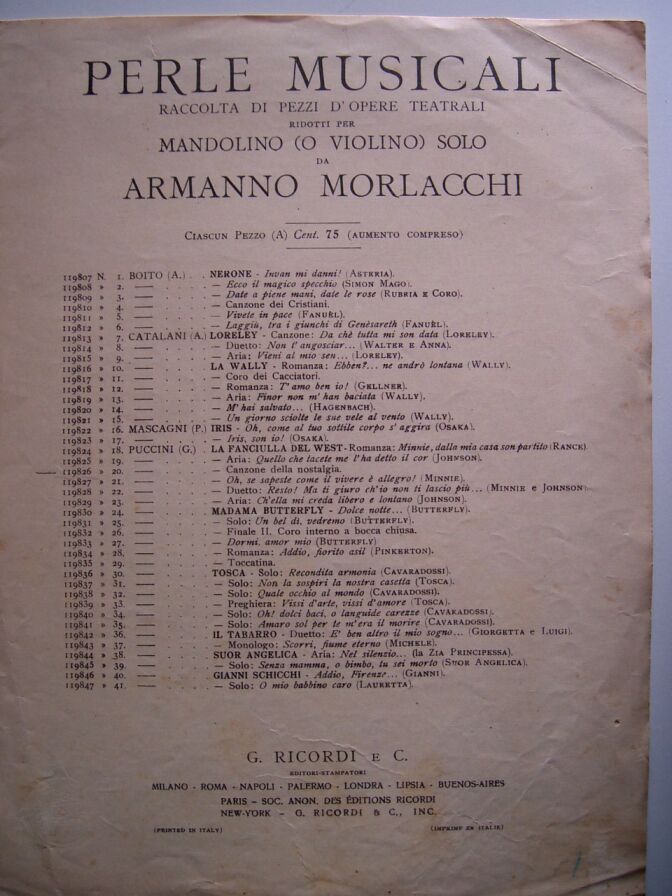 PERLE MUSICALI
RACCOLTA DI PEZZI D'OPERE TEATRALI
RIDOTTI PER
MANDOLINO (O VIOLINO) SOLO
DA
ARMANNO MORLACCHI
CIASCUN PEZZO (A) Cent. 75 (AUMENTO COMPRESO)
119807 N. 1. BOITO (A.) . . NERONE - Invan mi danni! (ASTERIA).
119808 » 2. —— . . . . — Ecco il magico specchio (SIMON MAGO).
119809 » 3. —— . . . . — Date a piene mani, date le rose (RUBRIA E CORO).
119810 » 4. —— . . . . — Canzone dei Cristiani.
119811 » 5. —— . . . . — Vivete in pace (FANUÈL).
119812 » 6. —— . . . . — Laggiù, tra i giunchi di Genèsareth (FANUÈL).
119813 » 7. CATALANI (A.) LORELEY - Canzone: Da chè tutta mi son data (LORELEY).
119814 » 8. —— . . . . — Duetto: Non t'angosciar... (WALTER E ANNA).
119815 » 9. —— . . . . — Aria: Vieni al mio sen... (LORELEY).
119816 » 10. —— . . . . LA WALLY - Romanza: Ebben?... ne andrò lontana (WALLY).
119817 » 11. —— . . . . — Coro dei Cacciatori.
119818 » 12. —— . . . . — Romanza: T'amo ben io! (GELLNER).
119819 » 13. —— . . . . — Aria: Finor non m'han baciata (WALLY).
119820 » 14. —— . . . . — M'hai salvato... (HAGENBACH).
119821 » 15. —— . . . . — Un giorno sciolte le sue vele al vento (WALLY).
119822 » 16. MASCAGNI (P.) IRIS - Oh, come al tuo sottile corpo s'aggira (OSAKA).
119823 » 17. —— . . . . — Iris, son io! (OSAKA).
119824 » 18. PUCCINI (G.) . LA FANCIULLA DEL WEST-Romanza: Minnie, dalla mia casa son partito (RANCE).
119825 » 19. —— . . . . — Aria: Quello che tacete me l'ha detto il cor (JOHNSON).
119826 » 20. —— . . . . — Canzone della nostalgia.
119827 » 21. —— . . . . — Oh, se sapeste come il vivere è allegro! (MINNIE).
119828 » 22. —— . . . . — Duetto: Resto! Ma ti giuro ch'io non ti lascio più... (MINNIE E JOHNSON).
119829 » 23. —— . . . . — Aria: Ch'ella mi creda libero e lontano (JOHNSON).
119830 » 24. —— . . . . MADAMA BUTTERFLY - Dolce notte... (BUTTERFLY).
119831 » 25. —— . . . . — Solo: Un bel dì, vedremo (BUTTERFLY).
119832 » 26. —— . . . . — Finale II. Coro interno a bocca chiusa.
119833 » 27. —— . . . . — Dormi, amor mio (BUTTERFLY)
119834 » 28. —— . . . . — Romanza: Addio, fiorito asil (PINKERTON).
119835 » 29. —— . . . . — Toccatina.
119836 » 30. —— . . . . TOSCA - Solo: Recondita armonia (CAVARADOSSI).
119837 » 31. —— . . . . — Solo: Non la sospiri la nostra casetta (TOSCA).
119838 » 32. —— . . . . — Solo: Quale occhio al mondo (CAVARADOSSI).
119839 » 33. —— . . . . — Preghiera: Vissi d'arte, vissi d'amore (TOSCA).
119840 » 34. —— . . . . — Solo: Oh! dolci baci, o languide carezze (CAVARADOSSI).
119841 » 35. —— . . . . — Solo: Amaro sol per te m'era il morire (CAVARADOSSI).
119842 » 36. —— . . . . IL TABARRO - Duetto: E' ben altro il mio sogno... (GIORGETTA E LUIGI).
119843 » 37. —— . . . . — Monologo: Scorri, fiume eterno (MICHELE).
119844 » 38. —— . . . . SUOR ANGELICA - Aria: Nel silenzio... (la ZIA PRINCIPESSA).
119845 » 39. —— . . . . — Solo: Senza mamma, o bimbo, tu sei morto (SUOR ANGELICA).
119846 » 40. —— . . . . GIANNI SCHICCHI - Addio, Firenze... (GIANNI).
119847 » 41. —— . . . . — Solo: O mio babbino caro (LAURETTA).
G. RICORDI E C.
EDITORI-STAMPATORI
MILANO - ROMA - NAPOLI - PALERMO - LONDRA - LIPSIA - BUENOS-AIRES
PARIS - SOC. ANON. DES ÉDITIONS RICORDI
NEW-YORK - G. RICORDI & C., INC.
(PRINTED IN ITALY) (IMPRIMÉ EN ITALIE)